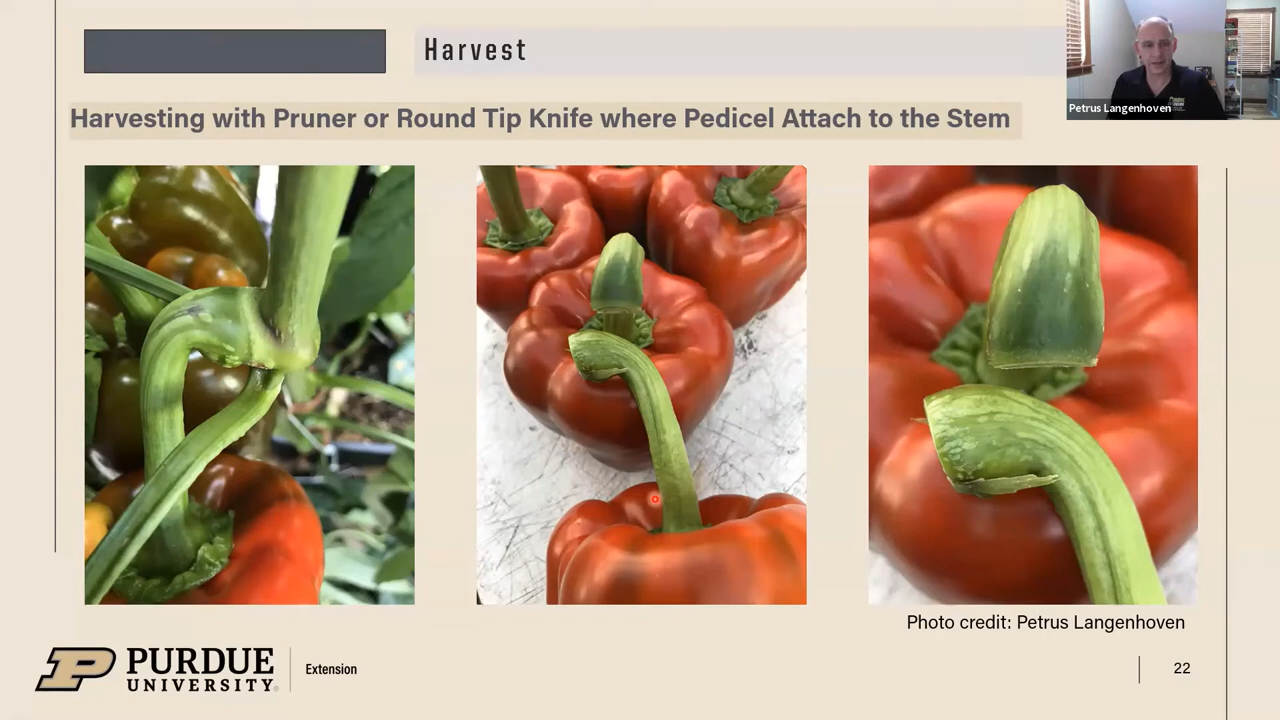 Harvest
Petrus Langenhoven
Harvesting with Pruner or Round Tip Knife where Pedicel Attach to the Stem
Photo credit: Petrus Langenhoven
PURDUE
UNIVERSITY
Extension
22